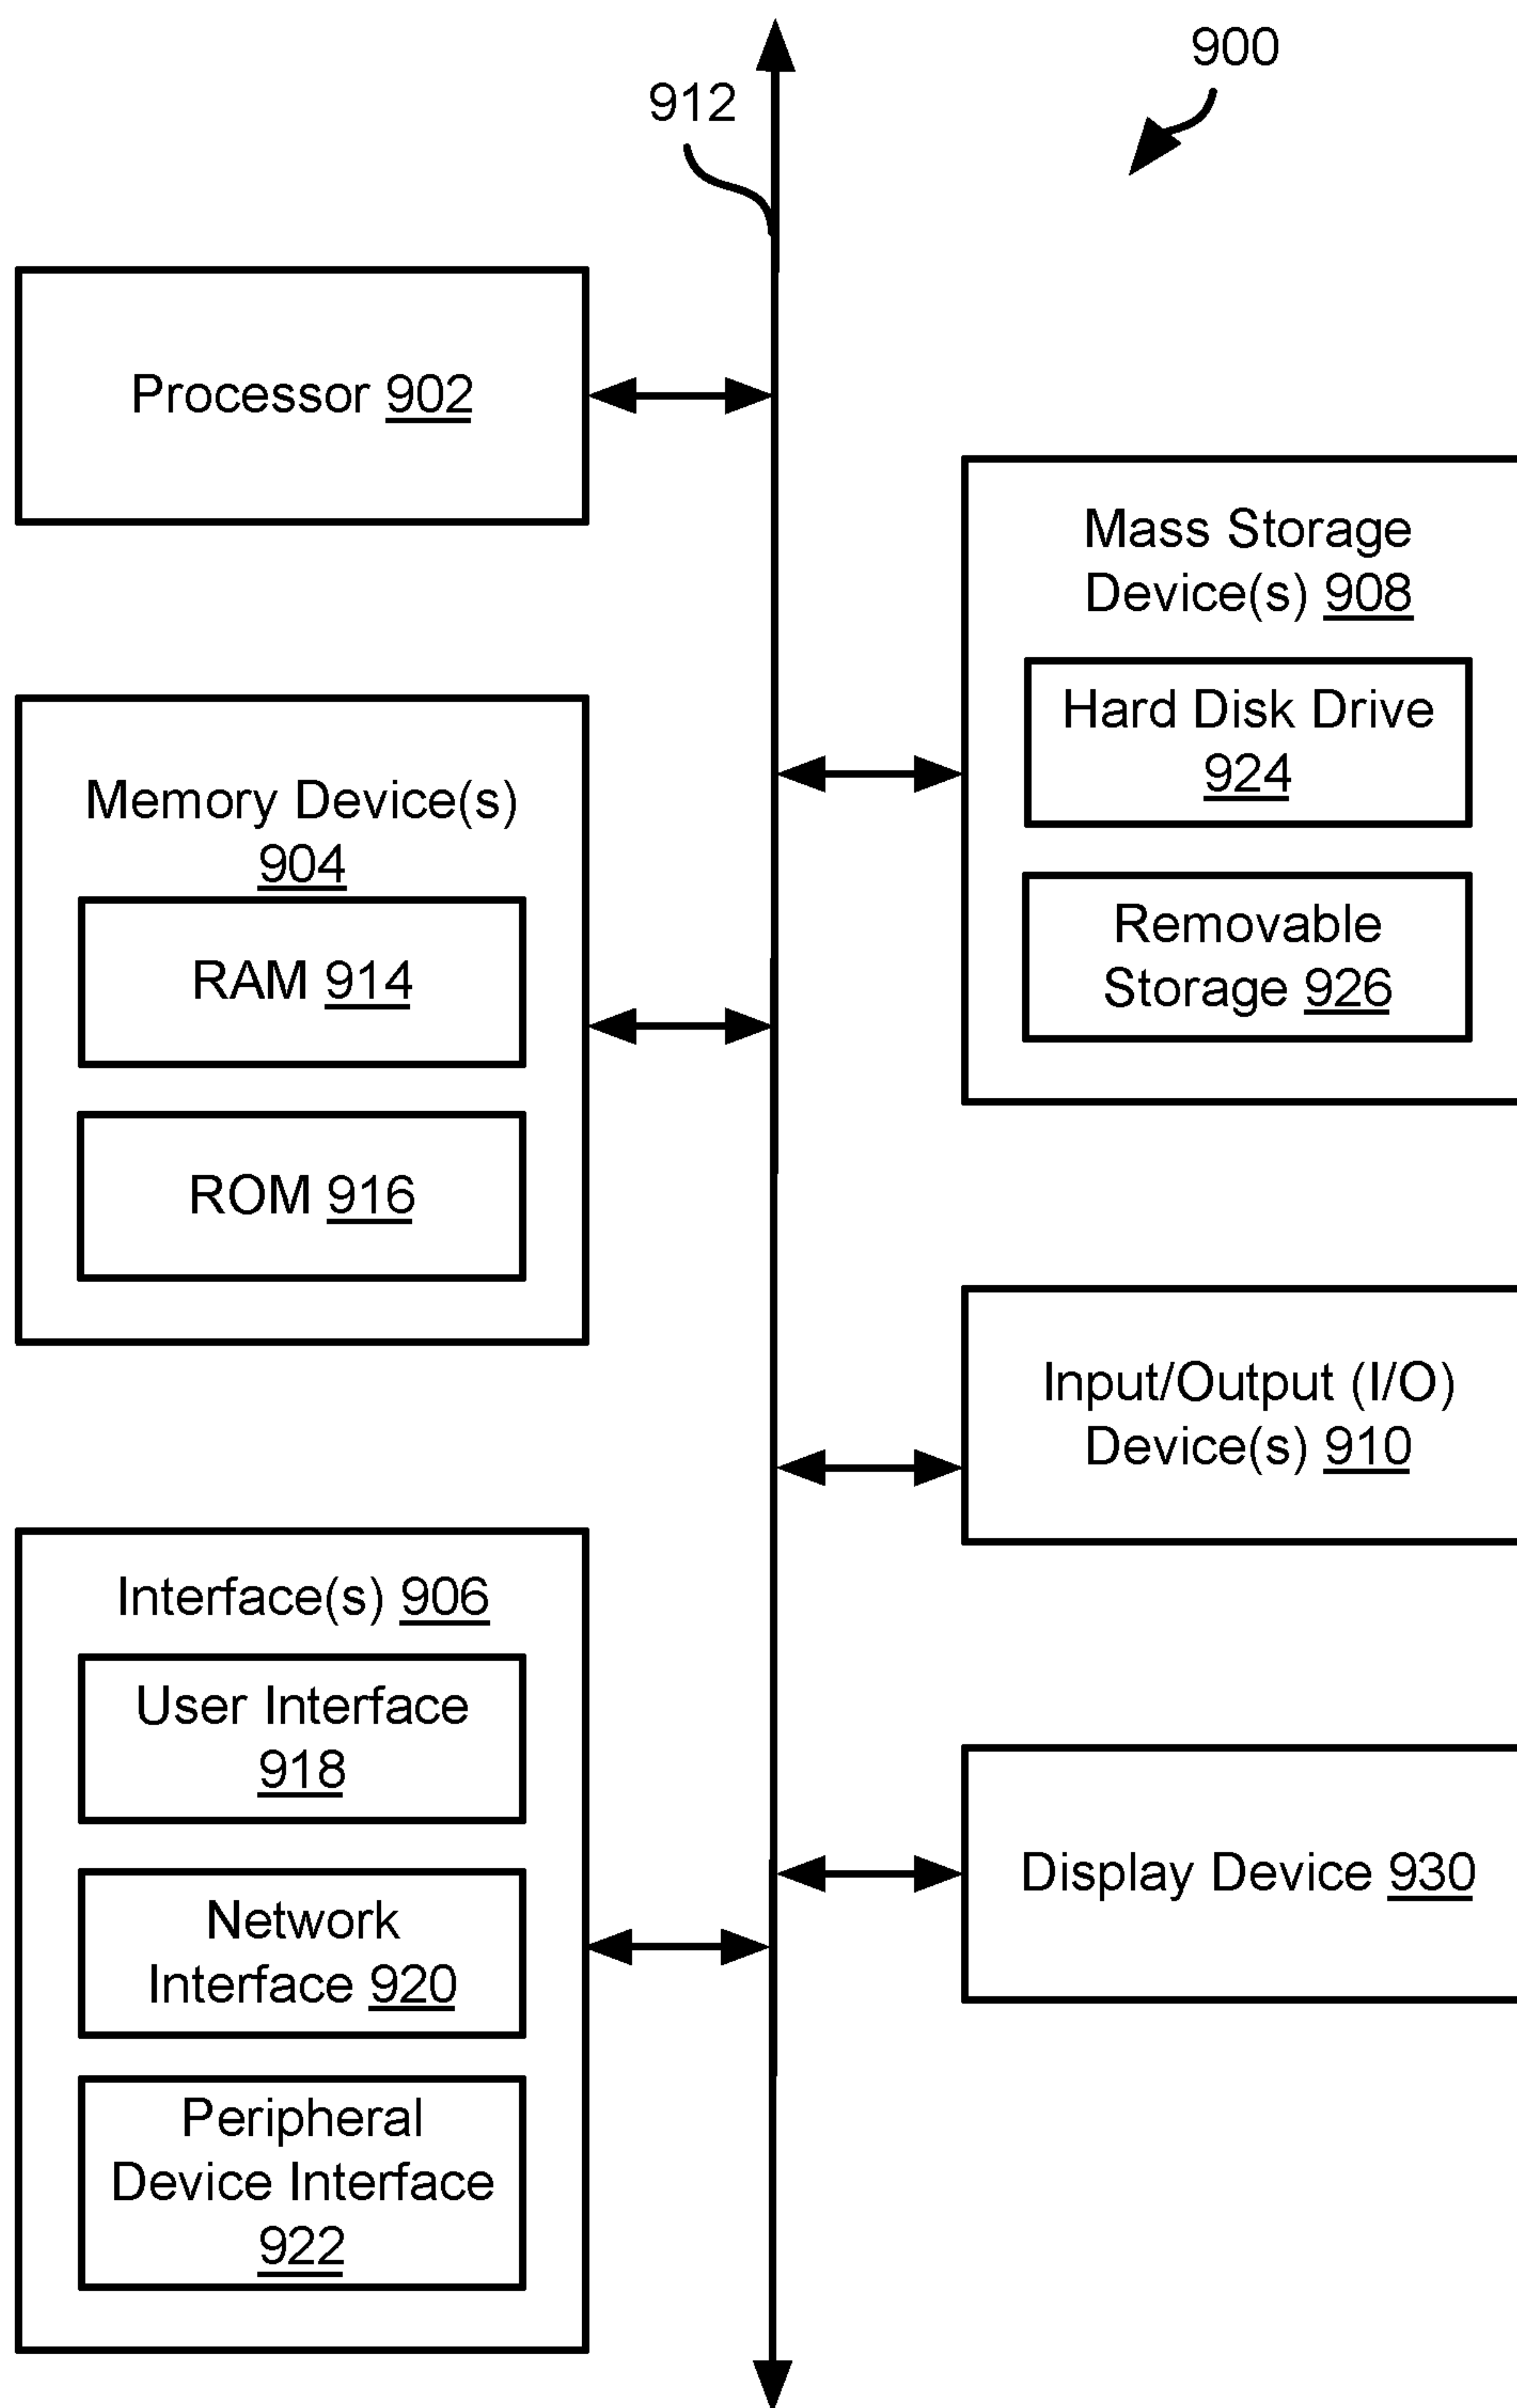 900
912
Processor 902
Mass Storage
Device(s) 908
Hard Disk Drive
924
Removable
Storage 926
Memory Device(s)
904
RAM 914
ROM 916
Input/Output (I/O)
Device(s) 910
Interface(s) 906
User Interface
918
Network
Interface 920
Peripheral
Device Interface
922
Display Device 930